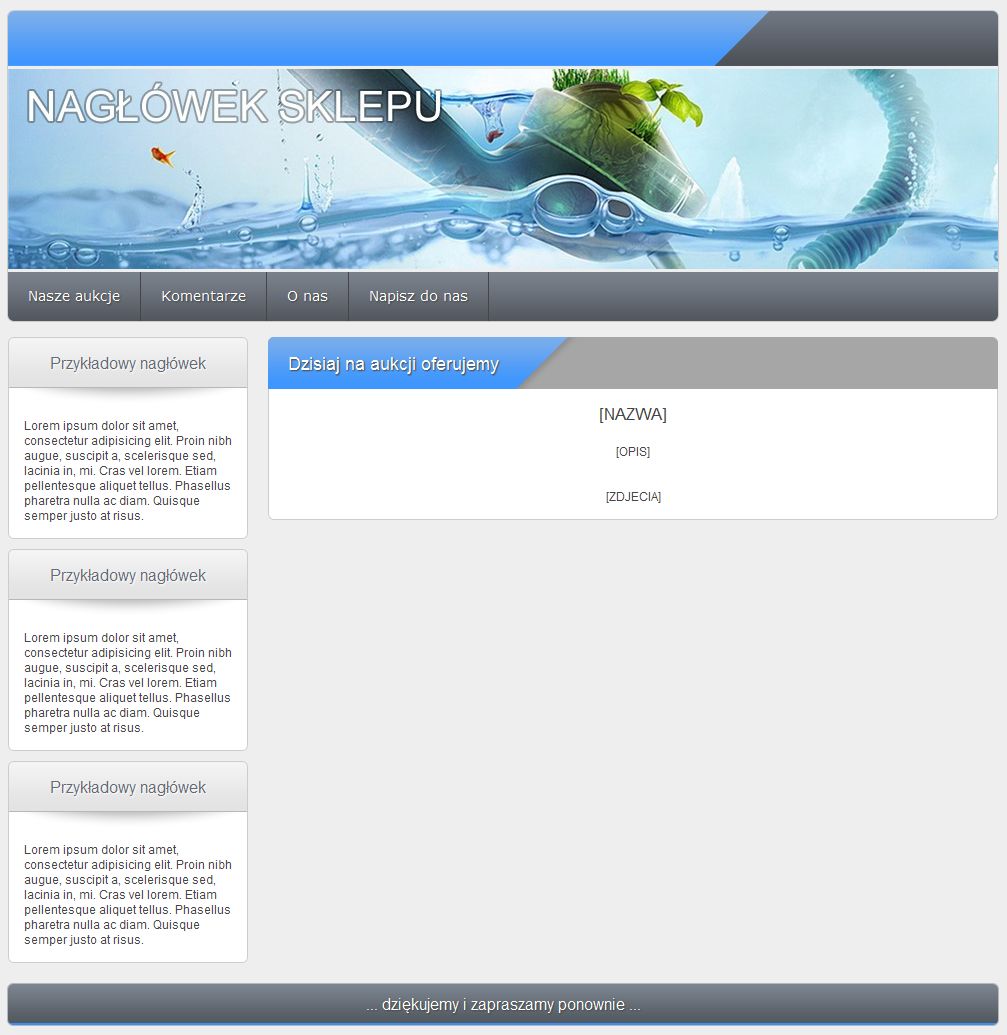 NAGŁÓWEK SKLEPU
Nasze aukcje
Komentarze
O nas
Napisz do nas
Przykładowy nagłówek
Lorem ipsum dolor sit amet,
consectetur adipisicing elit. Proin nibh
augue, suscipit a, scelerisque sed,
lacinia in, mi. Cras vel lorem. Etiam
pellentesque aliquet tellus. Phasellus
pharetra nulla ac diam. Quisque
semper justo at risus.
Przykładowy nagłówek
Lorem ipsum dolor sit amet,
consectetur adipisicing elit. Proin nibh
augue, suscipit a, scelerisque sed,
lacinia in, mi. Cras vel lorem. Etiam
pellentesque aliquet tellus. Phasellus
pharetra nulla ac diam. Quisque
semper justo at risus.
Przykładowy nagłówek
Lorem ipsum dolor sit amet,
consectetur adipisicing elit. Proin nibh
augue, suscipit a, scelerisque sed,
lacinia in, mi. Cras vel lorem. Etiam
pellentesque aliquet tellus. Phasellus
pharetra nulla ac diam. Quisque
semper justo at risus.
Dzisiaj na aukcji oferujemy
[NAZWA]
[OPIS]
[ZDJECIA]
... dziękujemy i zapraszamy ponownie ...